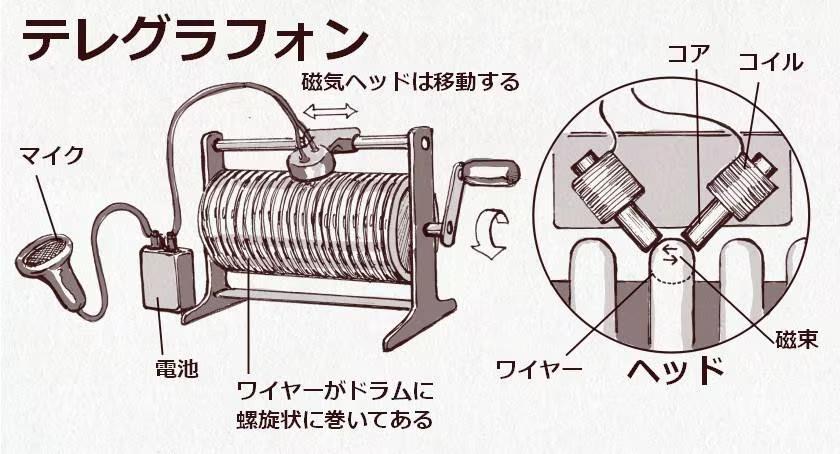 テレグラフォン
磁気ヘッドは移動する
コア
コイル
マイク
電池
ワイヤーがドラムに
螺旋状に巻いてある
ワイヤー
磁束
ヘッド